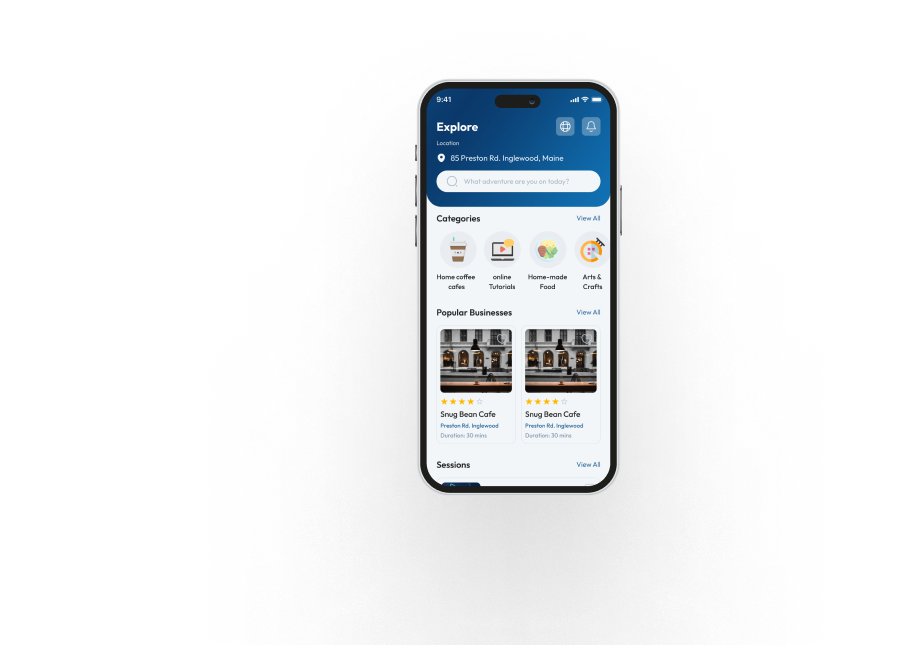 9:41
Explore
Location
85 Preston Rd. Inglewood, Maine
What adventure are you on today?
Categories View All
Home coffee cafes
online Tutorials
Home-made Food
Arts & Crafts
Popular Businesses View All
Snug Bean Cafe
Preston Rd, Inglewood
Duration: 30 mins
Snug Bean Cafe
Preston Rd, Inglewood
Duration: 30 mins
Sessions View All